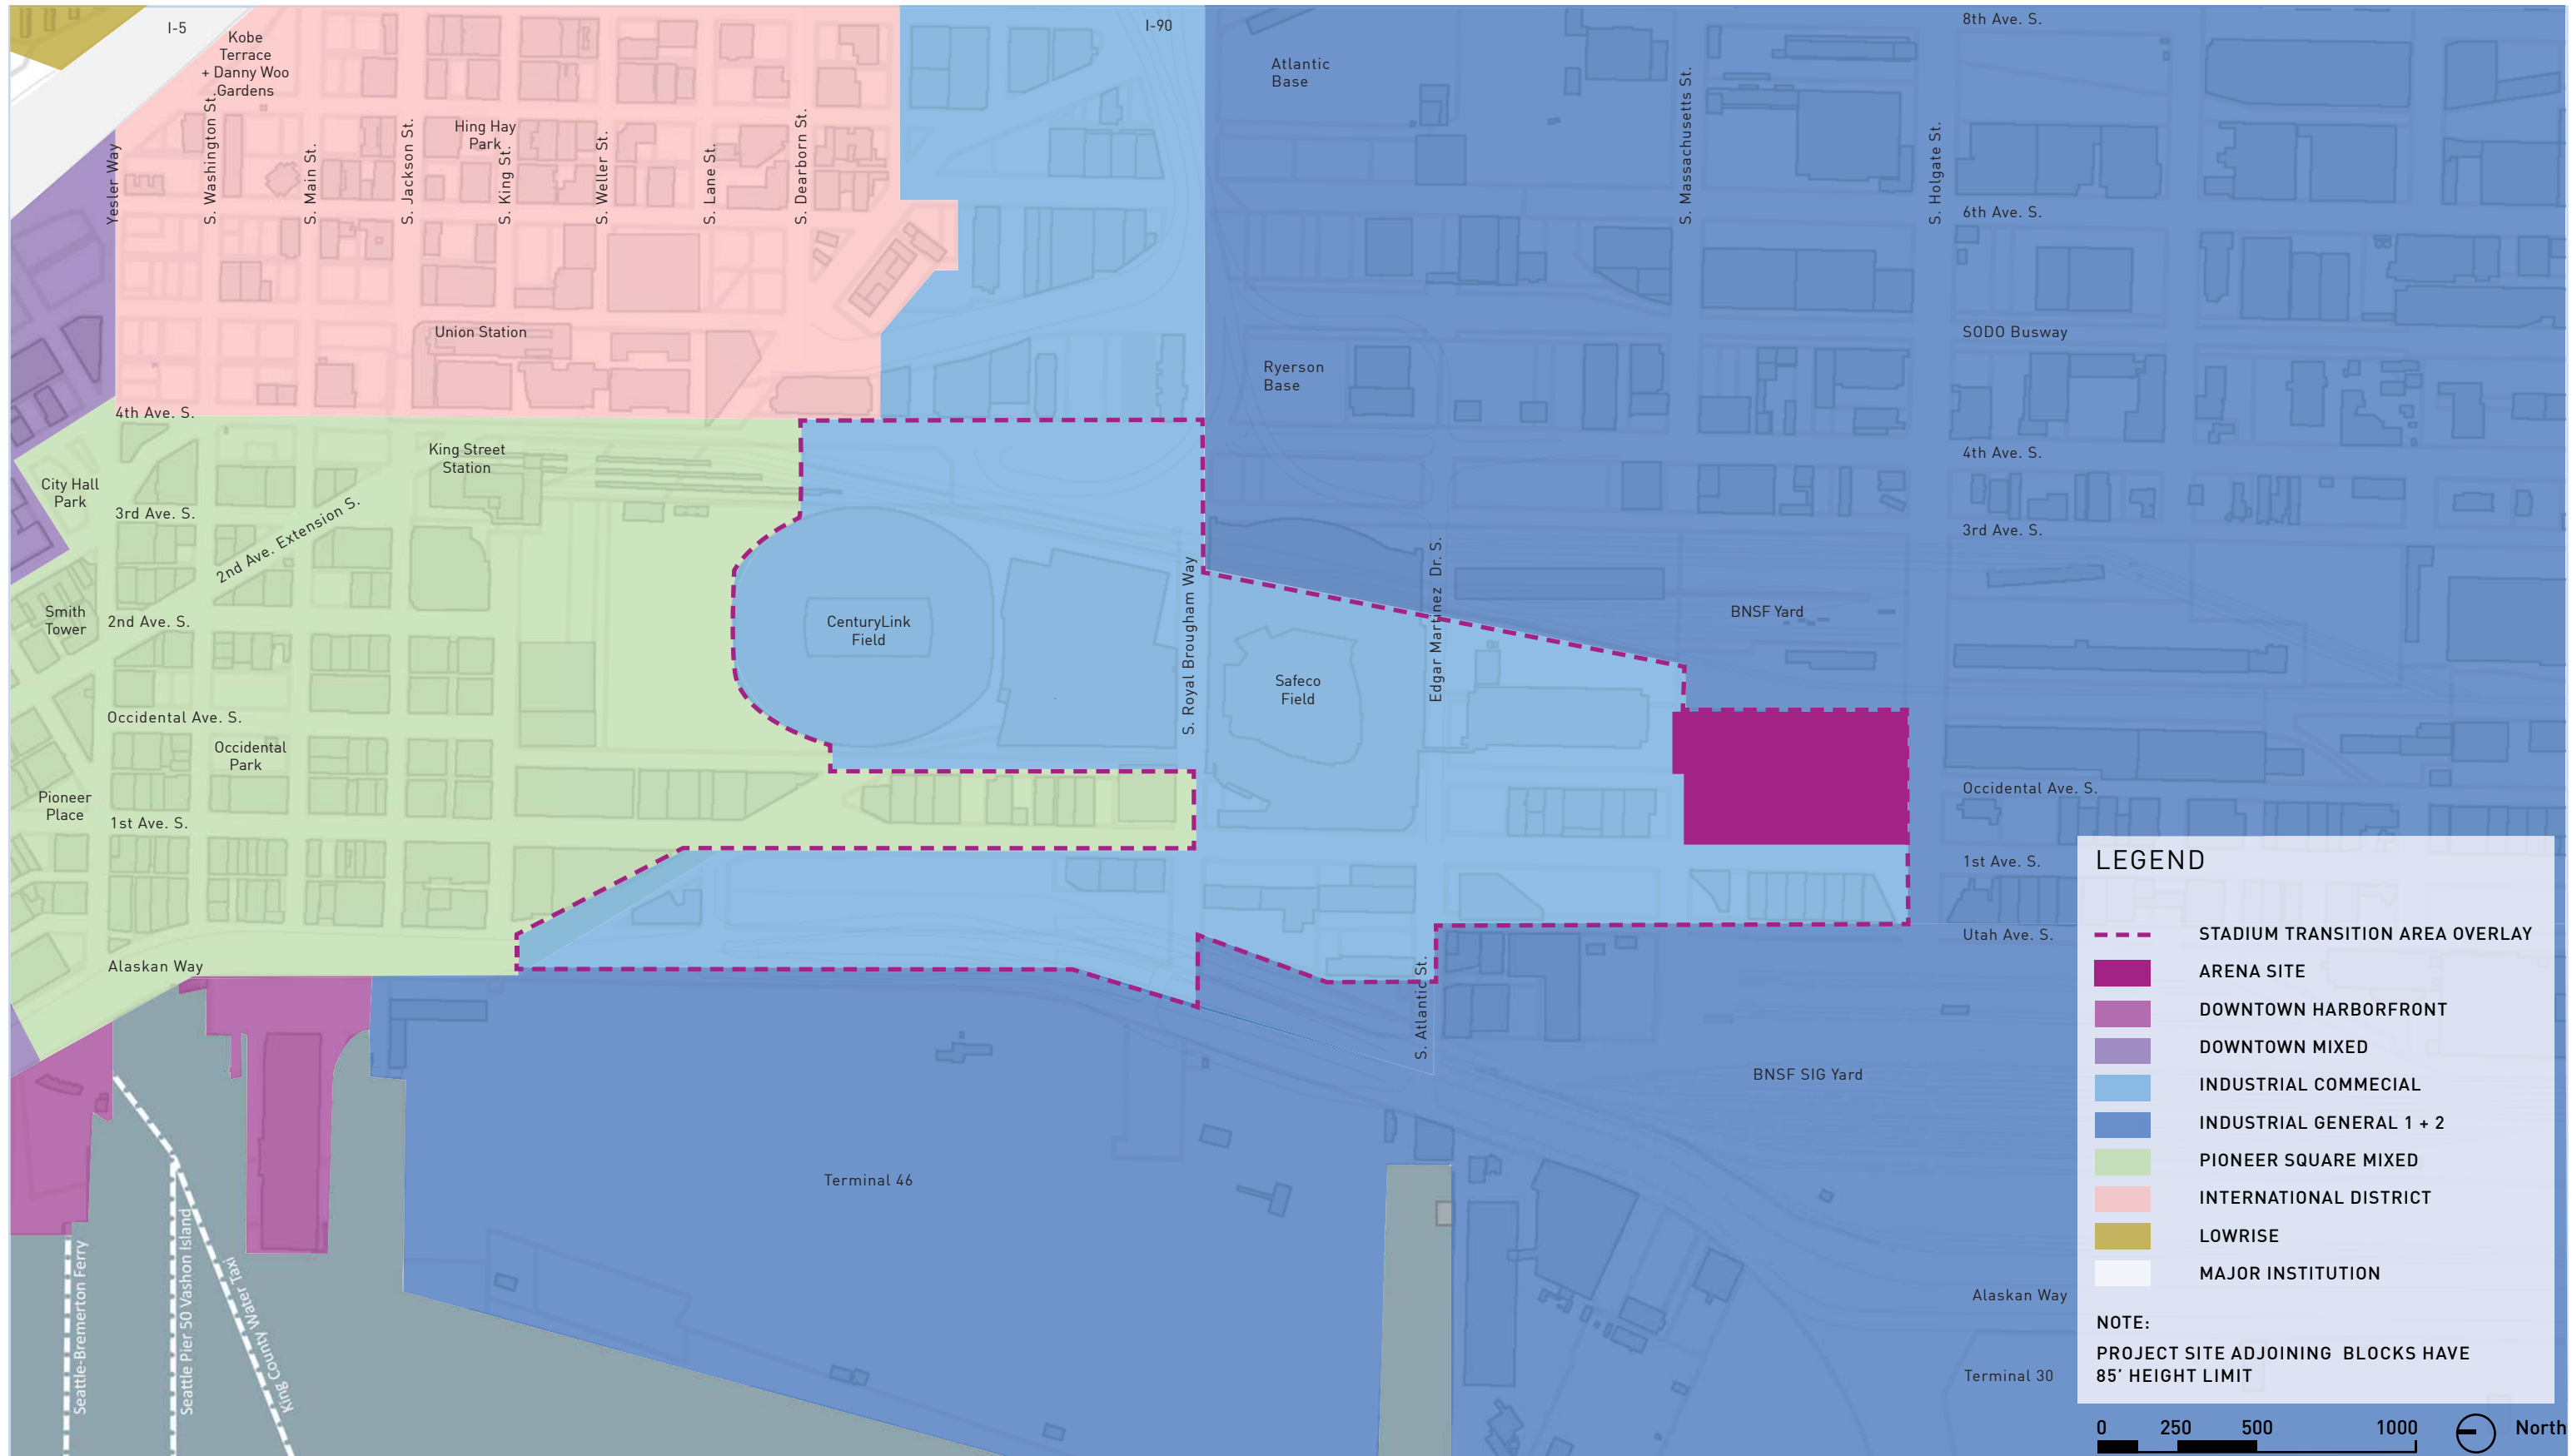 I-5
I-90
8th Ave. S.
Kobe
Terrace
+ Danny Woo
Gardens
Atlantic
Base
Hing Hay
Park
Yesler Way
S. Washington St.
S. Main St.
S. Jackson St.
S. King St.
S. Weller St.
S. Lane St.
S. Dearborn St.
S. Massachusetts St.
S. Holgate St.
6th Ave. S.
Union Station
SODO Busway
Ryerson
Base
4th Ave. S.
King Street
Station
4th Ave. S.
City Hall
Park
3rd Ave. S.
2nd Ave. Extension S.
3rd Ave. S.
Smith
Tower
2nd Ave. S.
CenturyLink
Field
S. Royal Brougham Way
Edgar Martinez Dr. S.
BNSF Yard
Safeco
Field
Occidental Ave. S.
Occidental
Park
Pioneer
Place
1st Ave. S.
Occidental Ave. S.
1st Ave. S.
Utah Ave. S.
Alaskan Way
S. Atlantic St.
BNSF SIG Yard
Terminal 46
Seattle-Bremerton Ferry
Seattle Pier 50 Vashon Island
King County Water Taxi
Alaskan Way
Terminal 30
LEGEND
STADIUM TRANSITION AREA OVERLAY
ARENA SITE
DOWNTOWN HARBORFRONT
DOWNTOWN MIXED
INDUSTRIAL COMMECIAL
INDUSTRIAL GENERAL 1 + 2
PIONEER SQUARE MIXED
INTERNATIONAL DISTRICT
LOWRISE
MAJOR INSTITUTION
NOTE:
PROJECT SITE ADJOINING BLOCKS HAVE
85’ HEIGHT LIMIT
0 250 500 1000 North